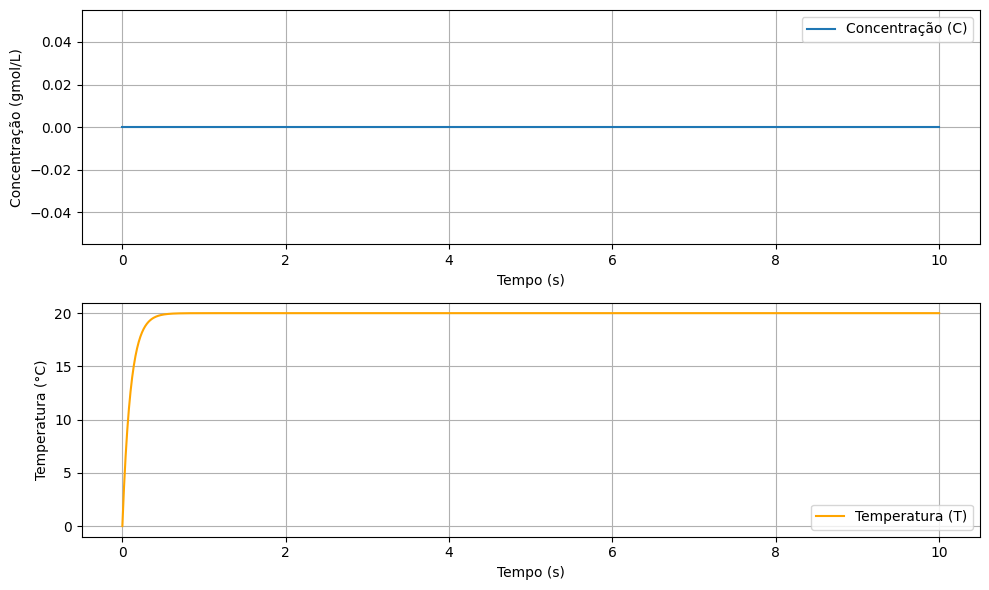 Concentração (C)
Concentração (gmol/L)
0.04
0.02
0.00
−0.02
−0.04
0 2 4 6 8 10
Tempo (s)
Temperatura (°C)
20
15
10
5
0
Temperatura (T)
0 2 4 6 8 10
Tempo (s)